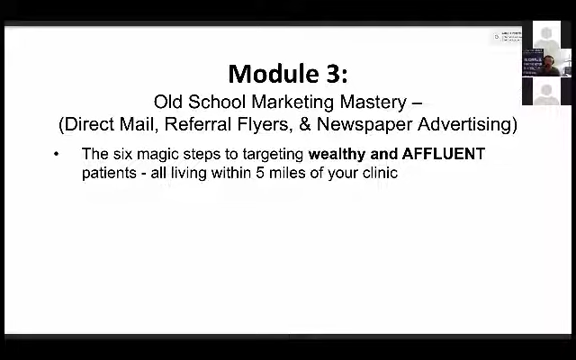 Module 3:
Old School Marketing Mastery –
(Direct Mail, Referral Flyers, & Newspaper Advertising)
• The six magic steps to targeting wealthy and AFFLUENT
patients - all living within 5 miles of your clinic